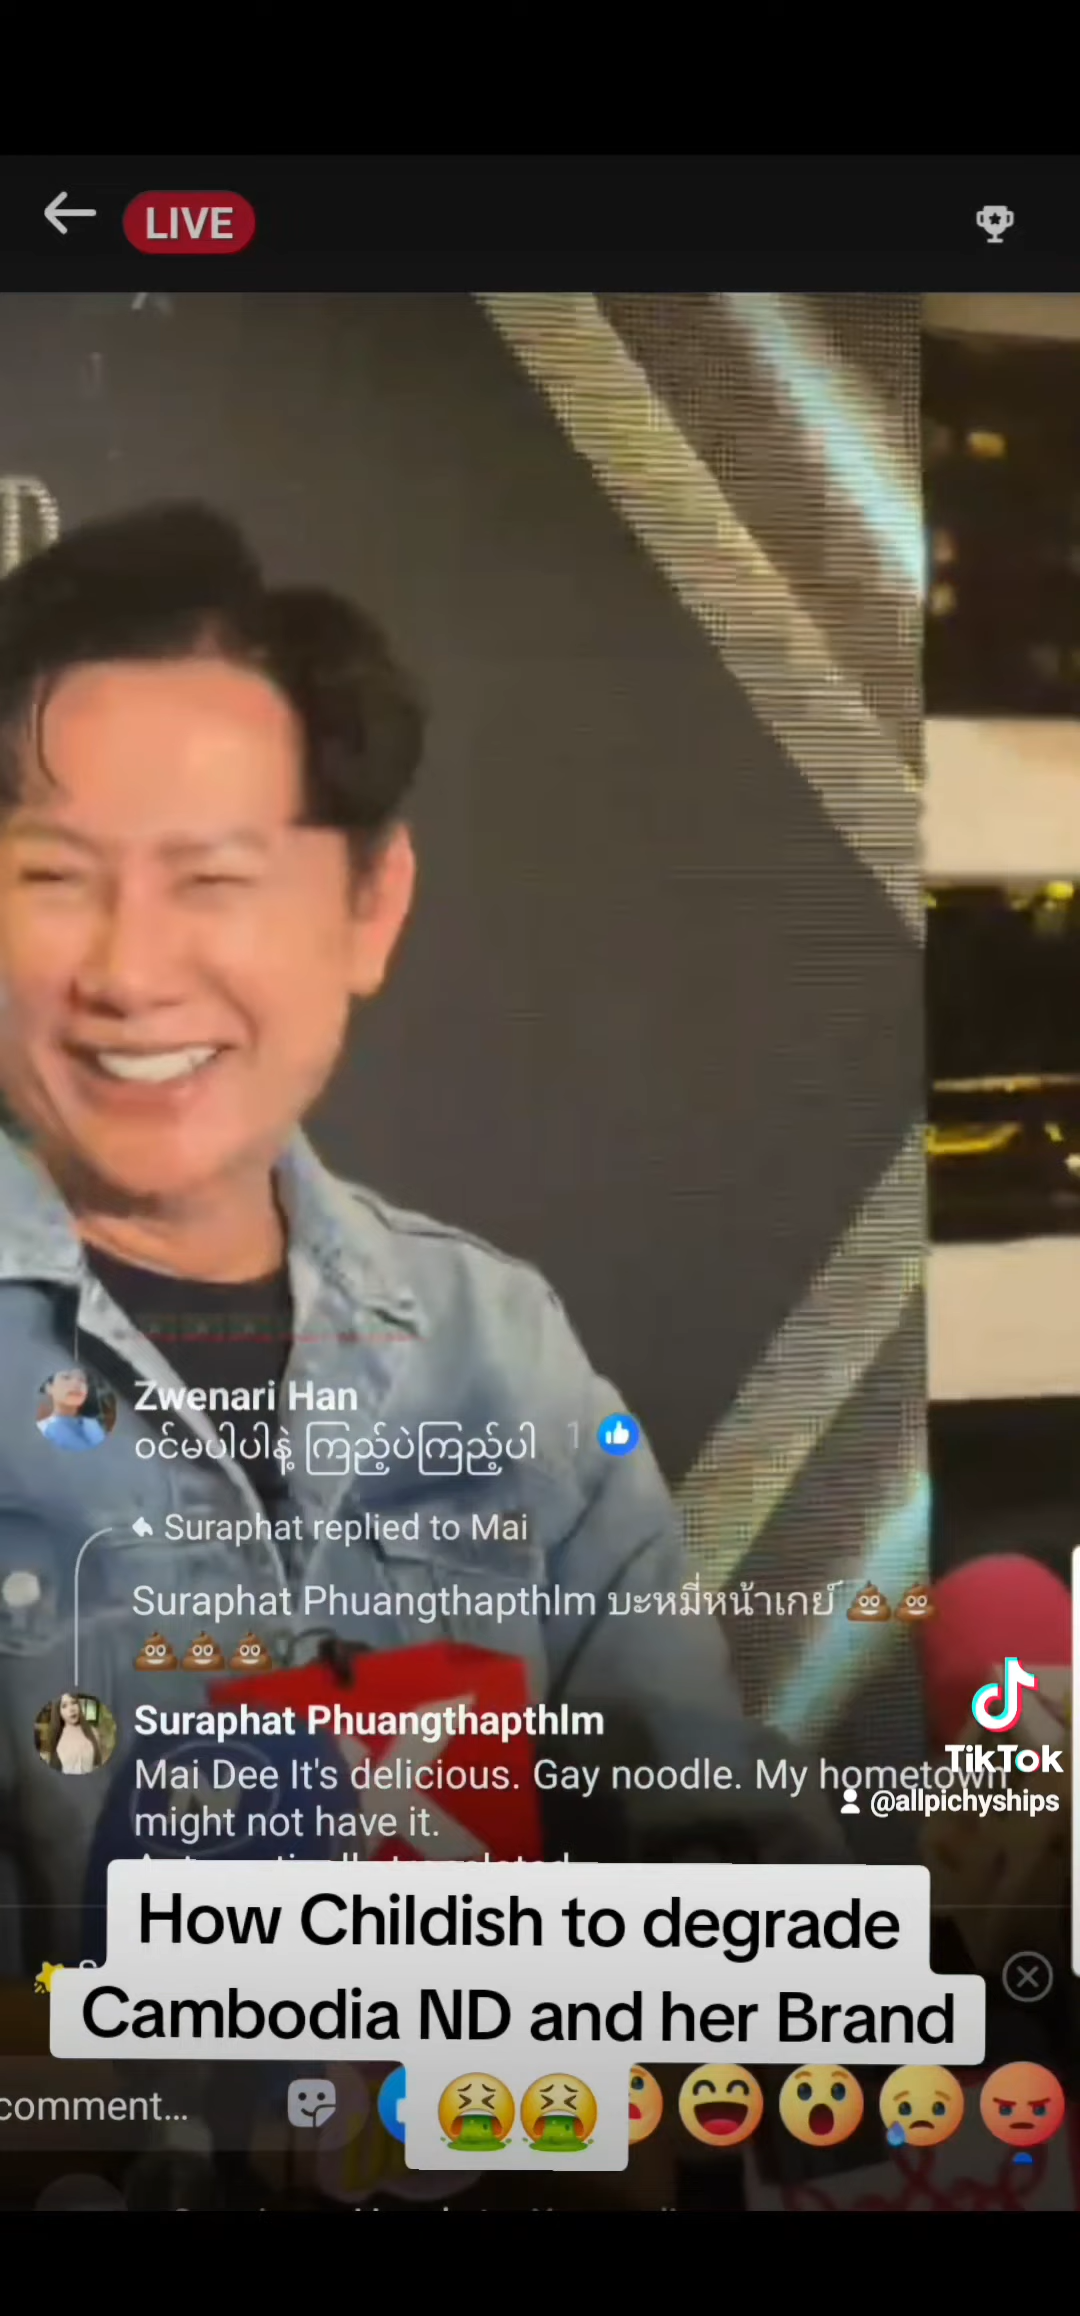 LIVE
Zwenari Han
ဝင်မပါပါနဲ့ ကြည့်ပဲကြည့်ပါ 1
Suraphat replied to Mai
Suraphat Phuangthapthlm บะหมี่หน้าเกย์ 💩💩
💩💩💩
Suraphat Phuangthapthlm
Mai Dee It's delicious. Gay noodle. My hometown
might not have it.
TikTok
@allpichyships
How Childish to degrade
Cambodia ND and her Brand
🤮🤮
comment...